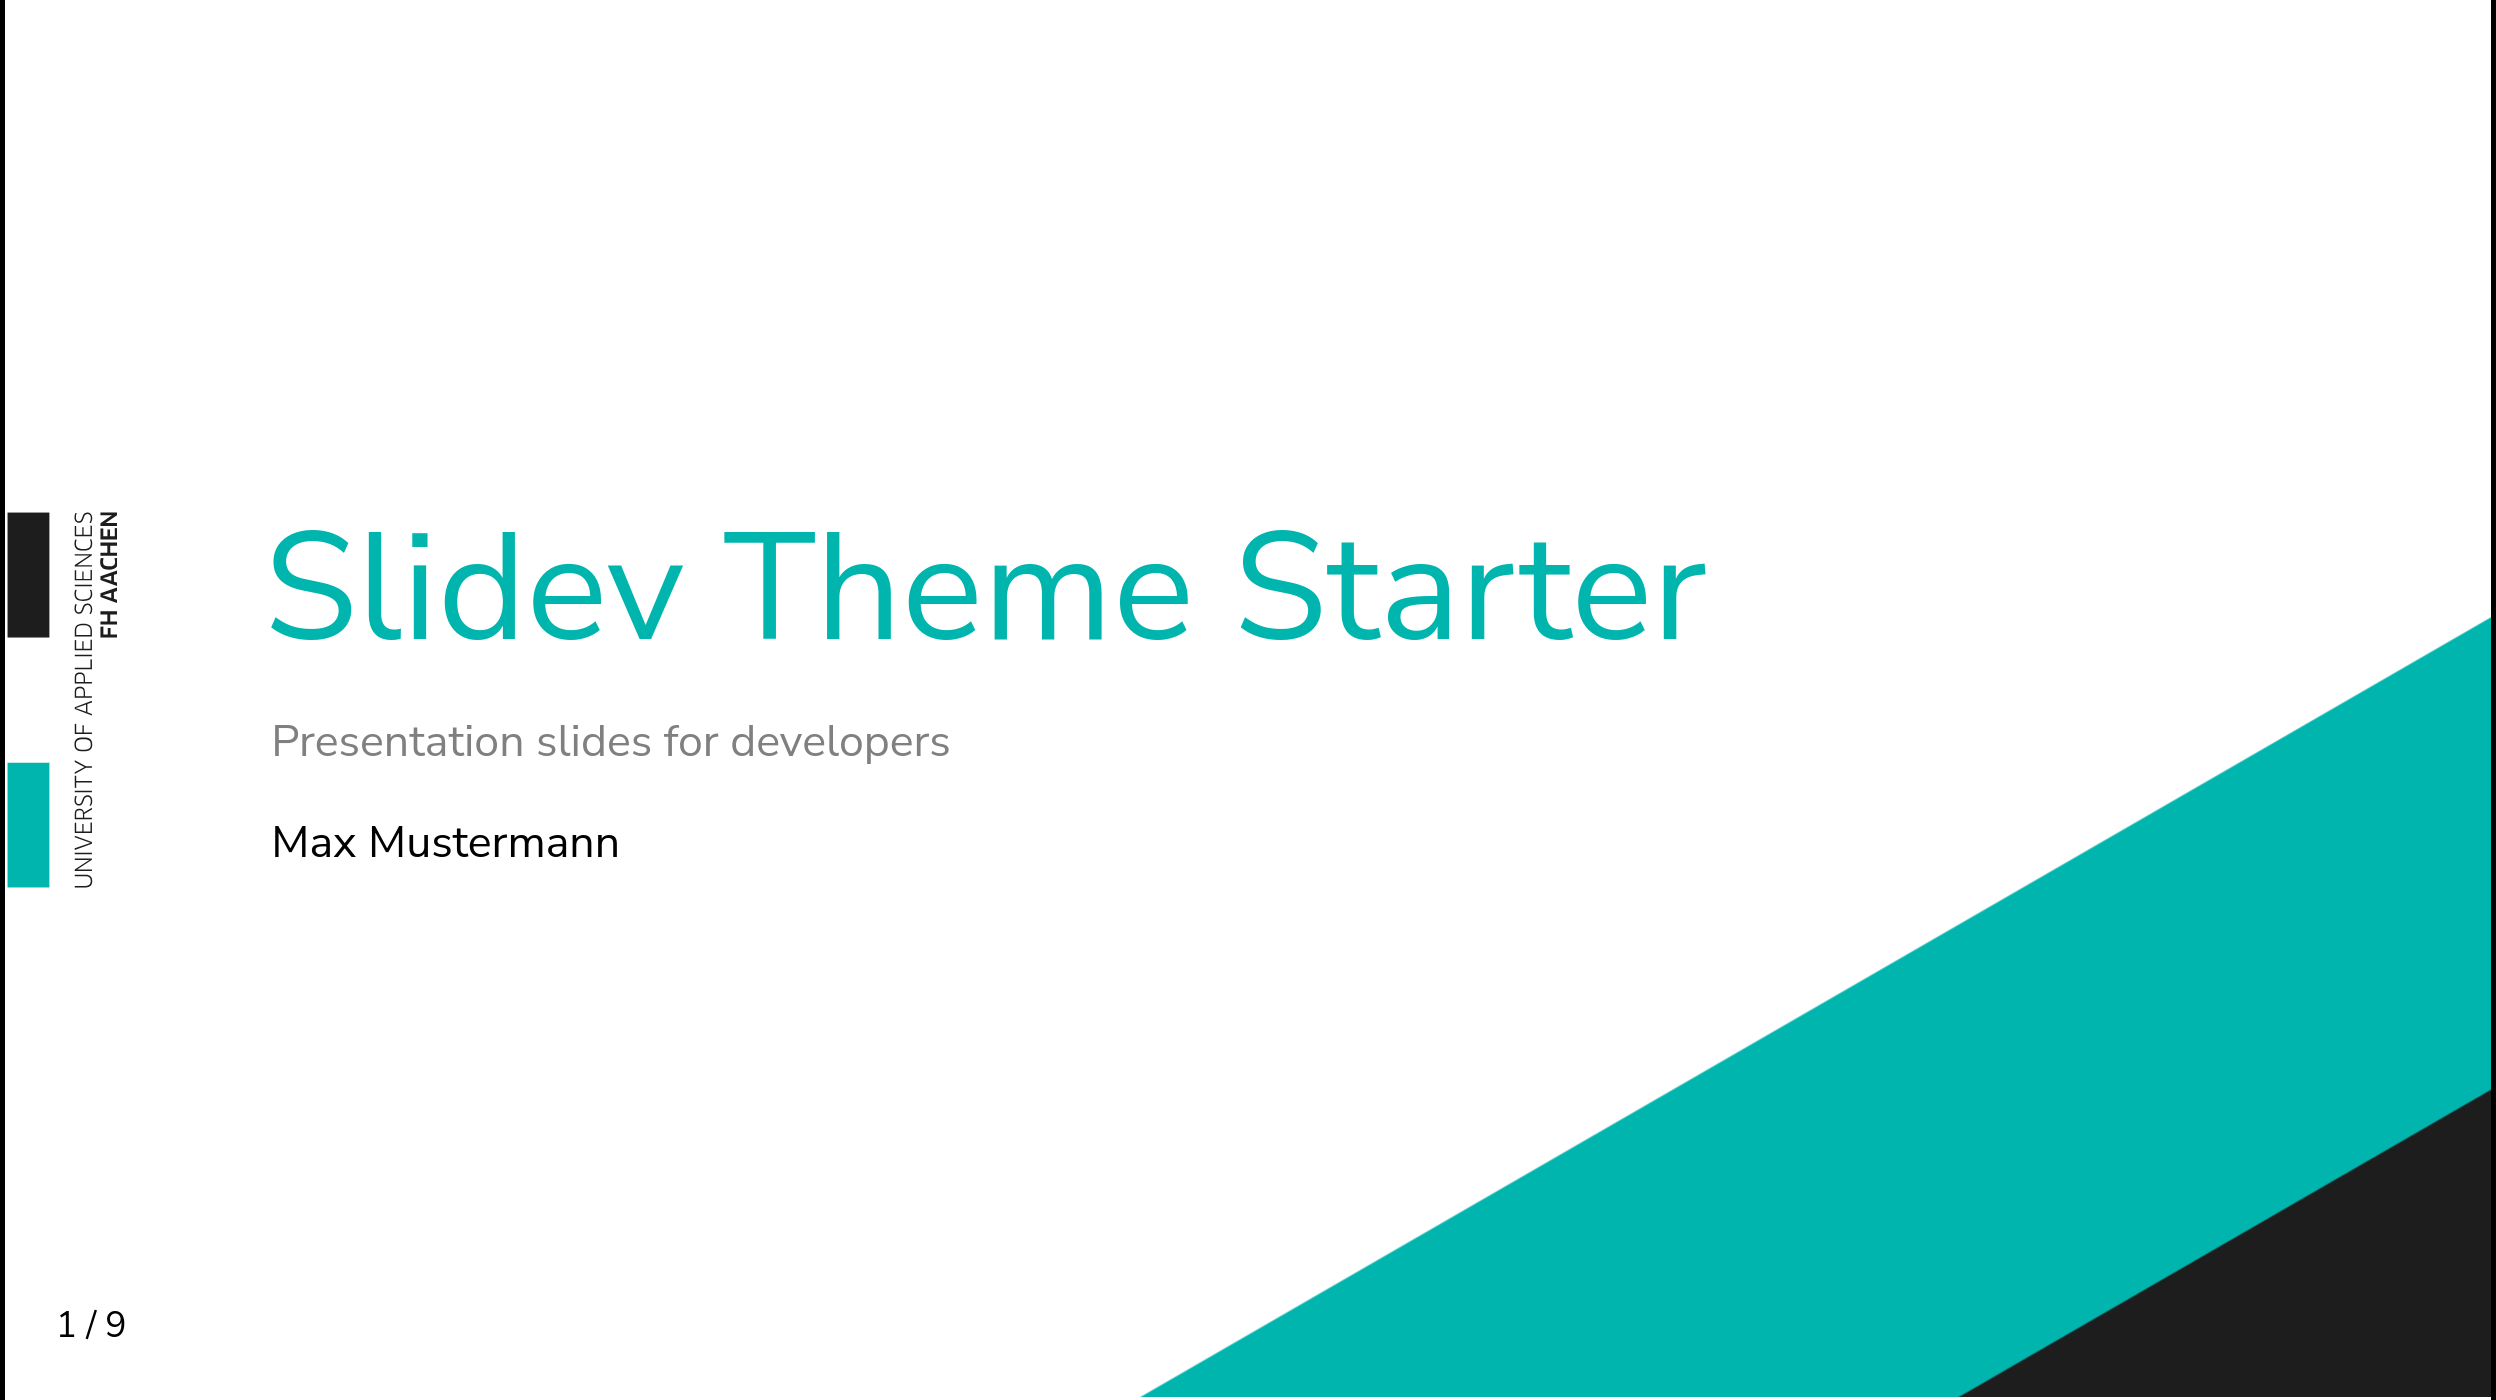 FH AACHEN
UNIVERSITY OF APPLIED SCIENCES
Slidev Theme Starter
Presentation slides for developers
Max Mustermann
1 / 9